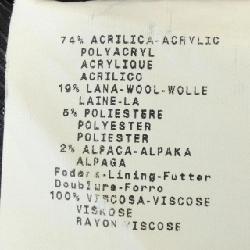 74% ACRILICA-ACRYLIC
POLYACRYL
ACRYLIQUE
ACRILICO
19% LANA-WOOL-WOLLE
LAINE-LA
5% POLIESTERE
POLYESTER
POLIESTER
2% ALPACA-ALPAKA
ALPAGA
Fodera-Lining-Futter
Doublure-Forro
100% VISCOSA-VISCOSE
VISKOSE
RAYON VISCOSE